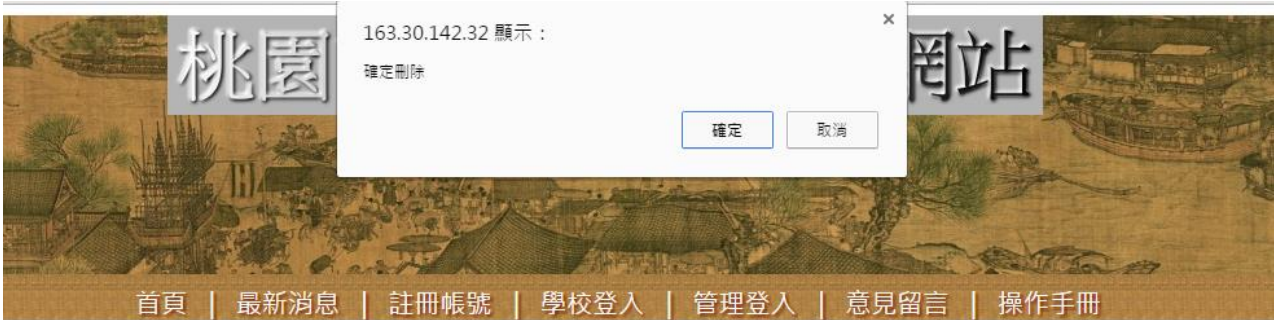 163.30.142.32 顯示：
確定刪除
確定 取消
桃園 網站
首頁 | 最新消息 | 註冊帳號 | 學校登入 | 管理登入 | 意見留言 | 操作手冊